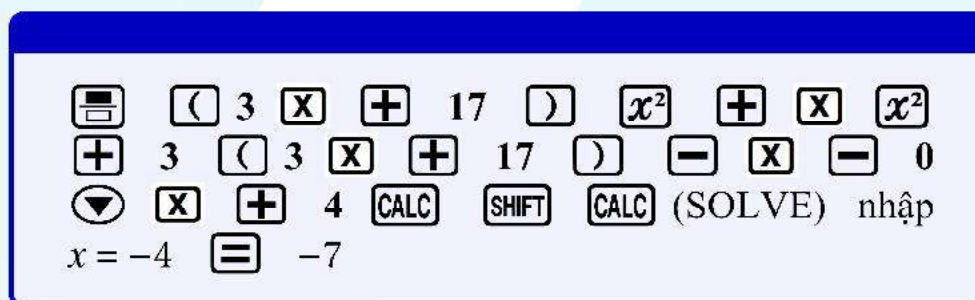 ( 3 X + 17 ) x² + X x²
+ 3 ( 3 X + 17 ) − X − 0
▼ X + 4 CALC SHIFT CALC (SOLVE) nhập
x = −4 = −7